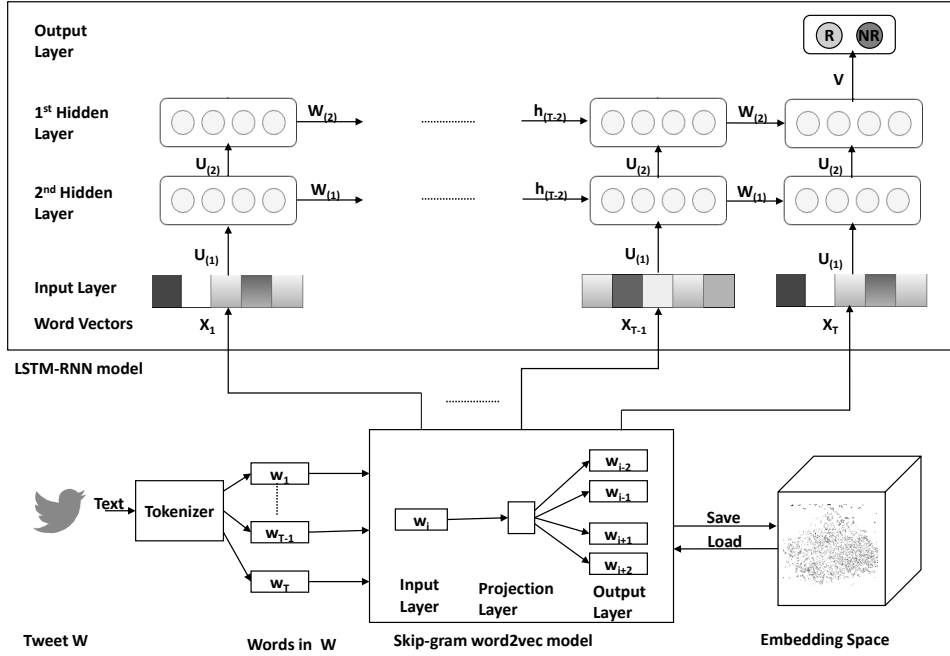 Output
Layer
R NR
V
1st Hidden
Layer
W(2)
............
h(T-2)
W(2)
U(2)
U(2)
U(2)
2nd Hidden
Layer
W(1)
............
h(T-2)
W(1)
U(1)
U(1)
U(1)
Input Layer
Word Vectors
X1
XT-1
XT
LSTM-RNN model
............
Text
Tokenizer
w1
wT-1
wT
wi
wi-2
wi-1
wi+1
wi+2
Input
Layer
Projection
Layer
Output
Layer
Save
Load
Tweet W
Words in W
Skip-gram word2vec model
Embedding Space